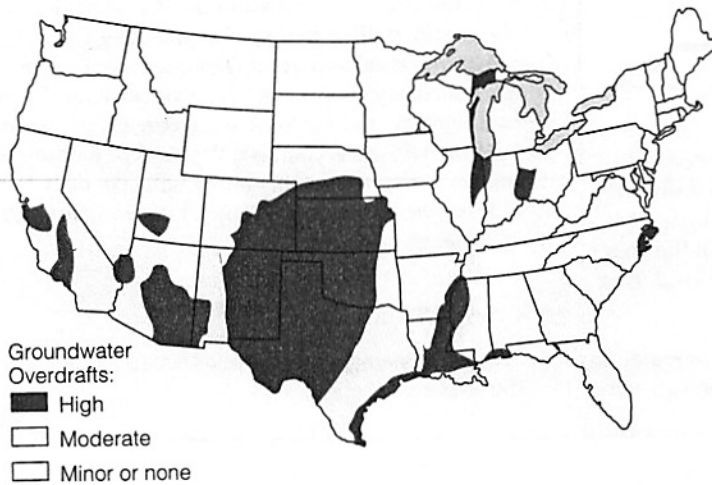 Groundwater
Overdrafts:
High
Moderate
Minor or none